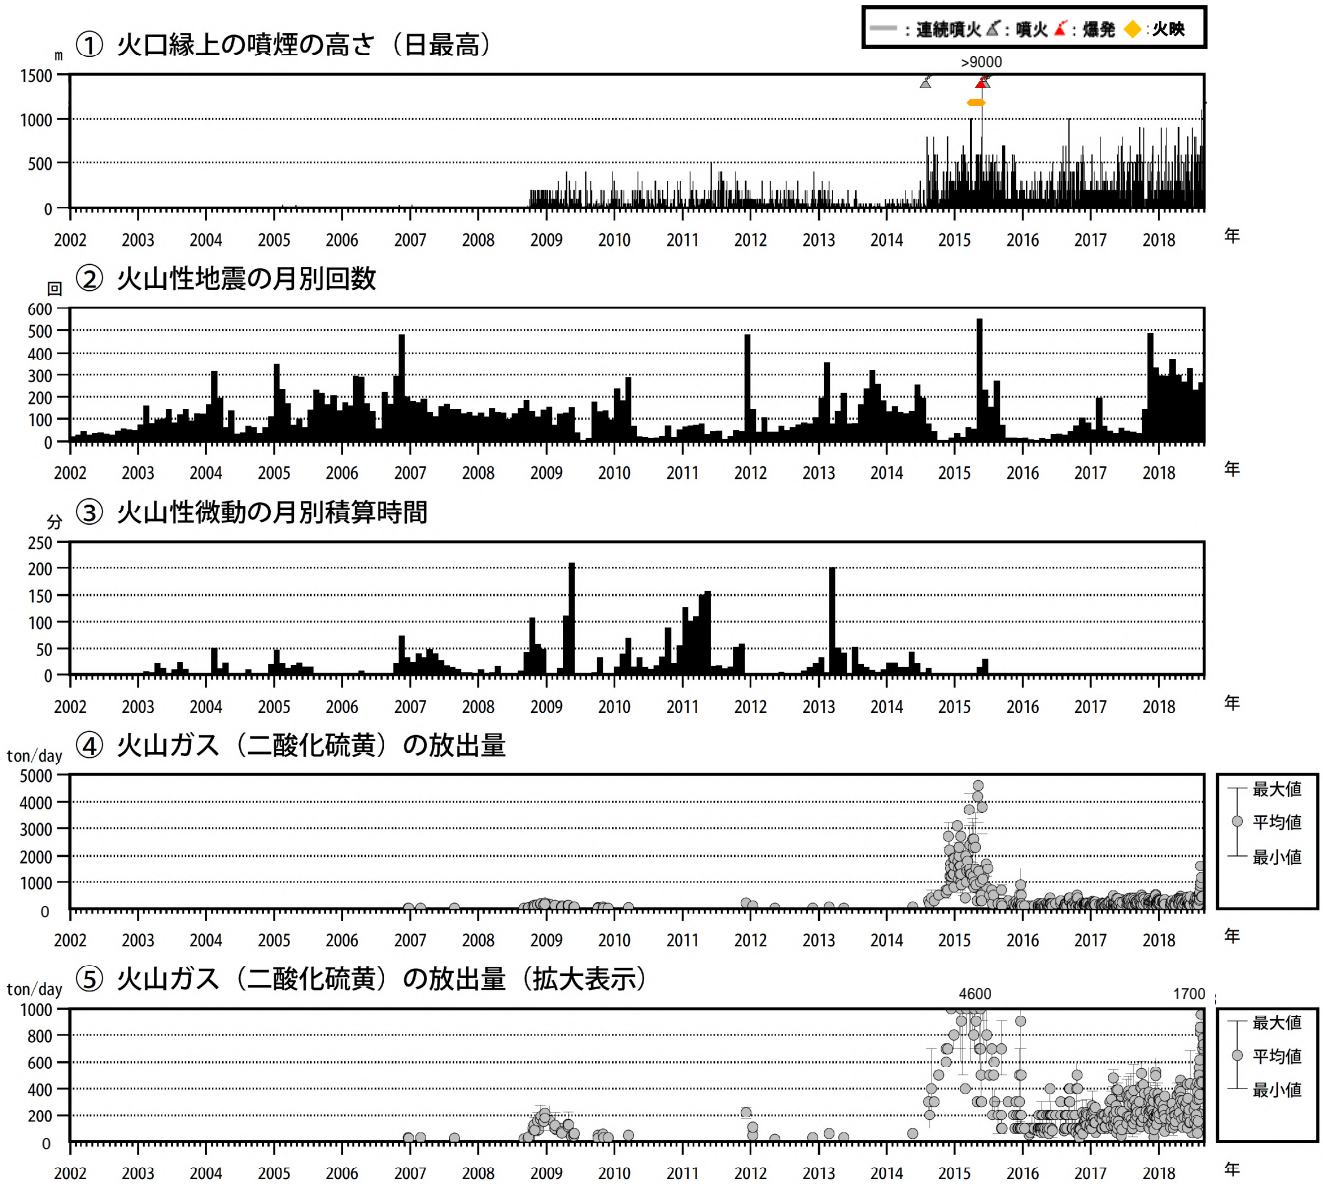 ━：連続噴火 ：噴火 ：爆発 ：火映
m ① 火口縁上の噴煙の高さ（日最高）
>9000
1500
1000
500
0
2002 2003 2004 2005 2006 2007 2008 2009 2010 2011 2012 2013 2014 2015 2016 2017 2018 年
回 ② 火山性地震の月別回数
600
500
400
300
200
100
0
2002 2003 2004 2005 2006 2007 2008 2009 2010 2011 2012 2013 2014 2015 2016 2017 2018 年
分 ③ 火山性微動の月別積算時間
250
200
150
100
50
0
2002 2003 2004 2005 2006 2007 2008 2009 2010 2011 2012 2013 2014 2015 2016 2017 2018 年
ton/day ④ 火山ガス（二酸化硫黄）の放出量
5000
4000
3000
2000
1000
0
最大値
平均値
最小値
2002 2003 2004 2005 2006 2007 2008 2009 2010 2011 2012 2013 2014 2015 2016 2017 2018 年
ton/day ⑤ 火山ガス（二酸化硫黄）の放出量（拡大表示）
4600 1700
1000
800
600
400
200
0
最大値
平均値
最小値
2002 2003 2004 2005 2006 2007 2008 2009 2010 2011 2012 2013 2014 2015 2016 2017 2018 年